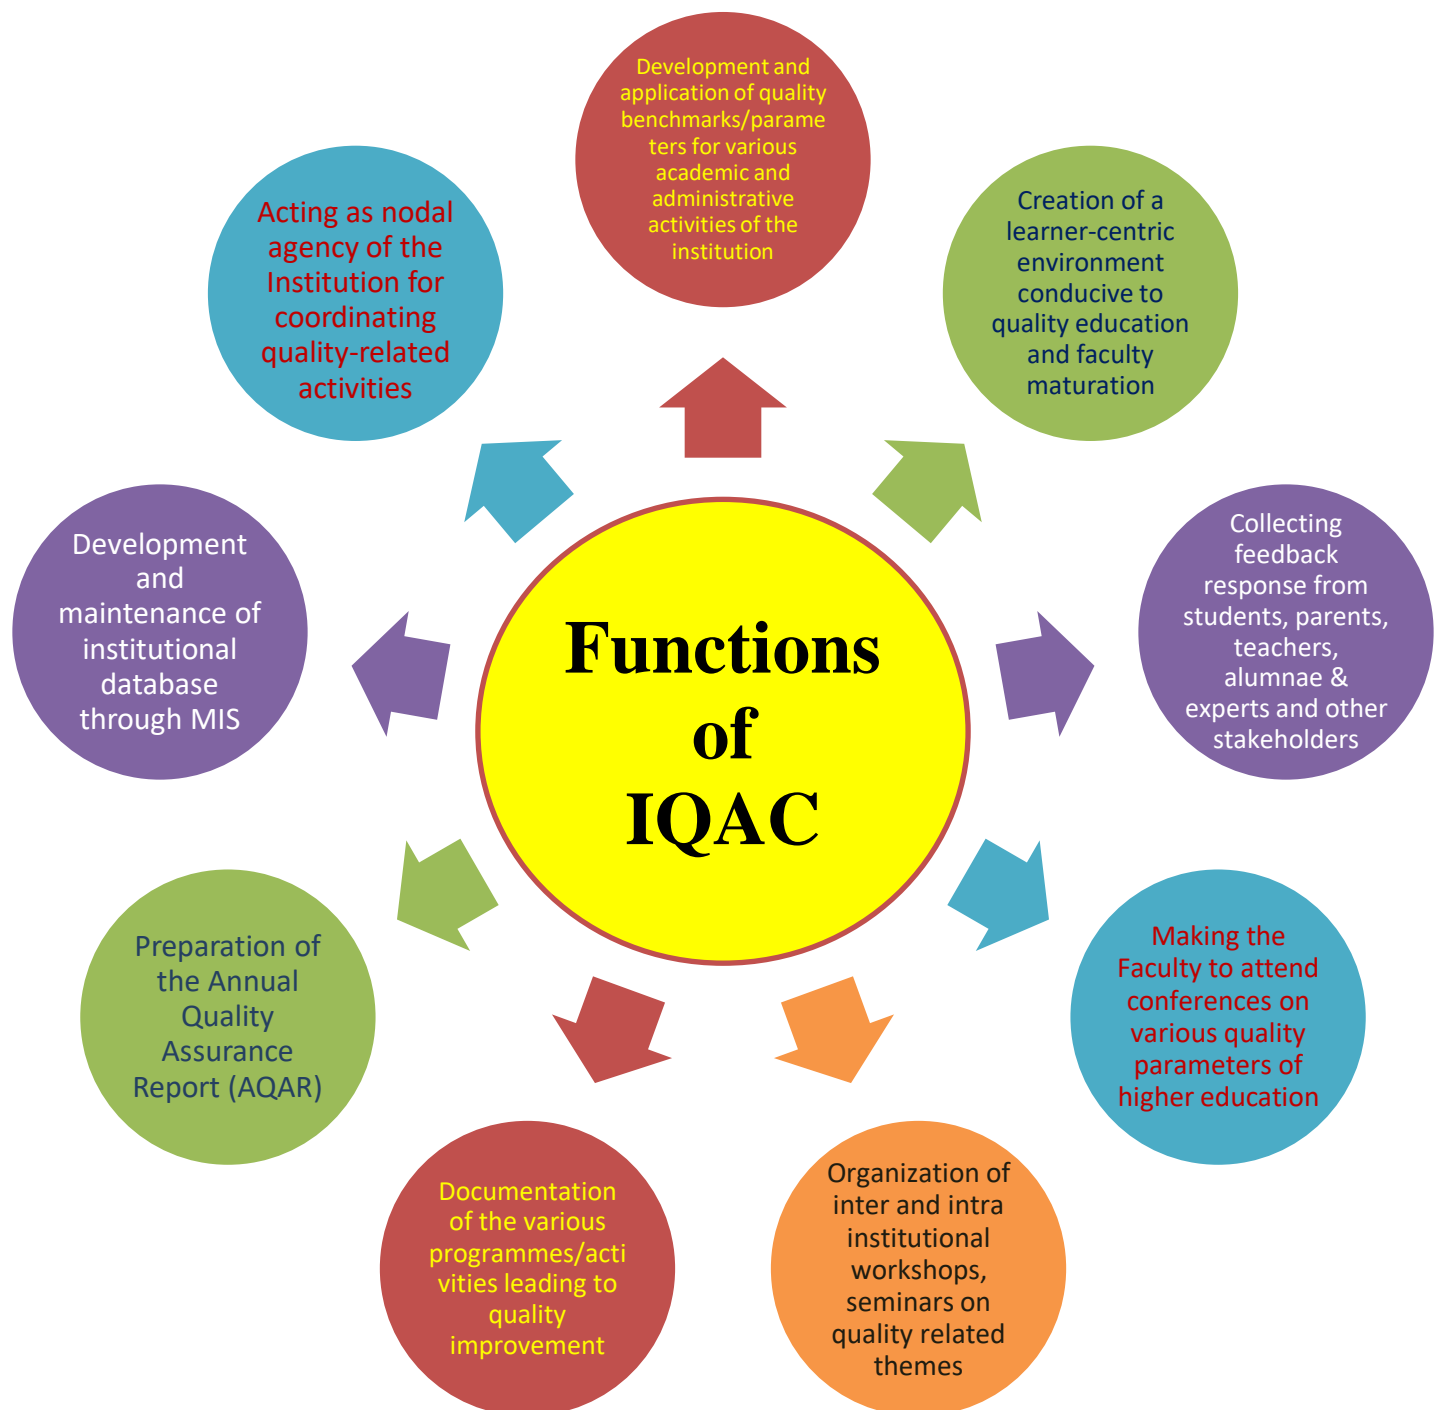 Functions
of
IQAC
Development and
application of quality
benchmarks/parame
ters for various
academic and
administrative
activities of the
institution
Creation of a
learner-centric
environment
conducive to
quality education
and faculty
maturation
Collecting
feedback
response from
students, parents,
teachers,
alumnae &
experts and other
stakeholders
Making the
Faculty to attend
conferences on
various quality
parameters of
higher education
Organization of
inter and intra
institutional
workshops,
seminars on
quality related
themes
Documentation
of the various
programmes/acti
vities leading to
quality
improvement
Preparation of
the Annual
Quality
Assurance
Report (AQAR)
Development
and
maintenance of
institutional
database
through MIS
Acting as nodal
agency of the
Institution for
coordinating
quality-related
activities